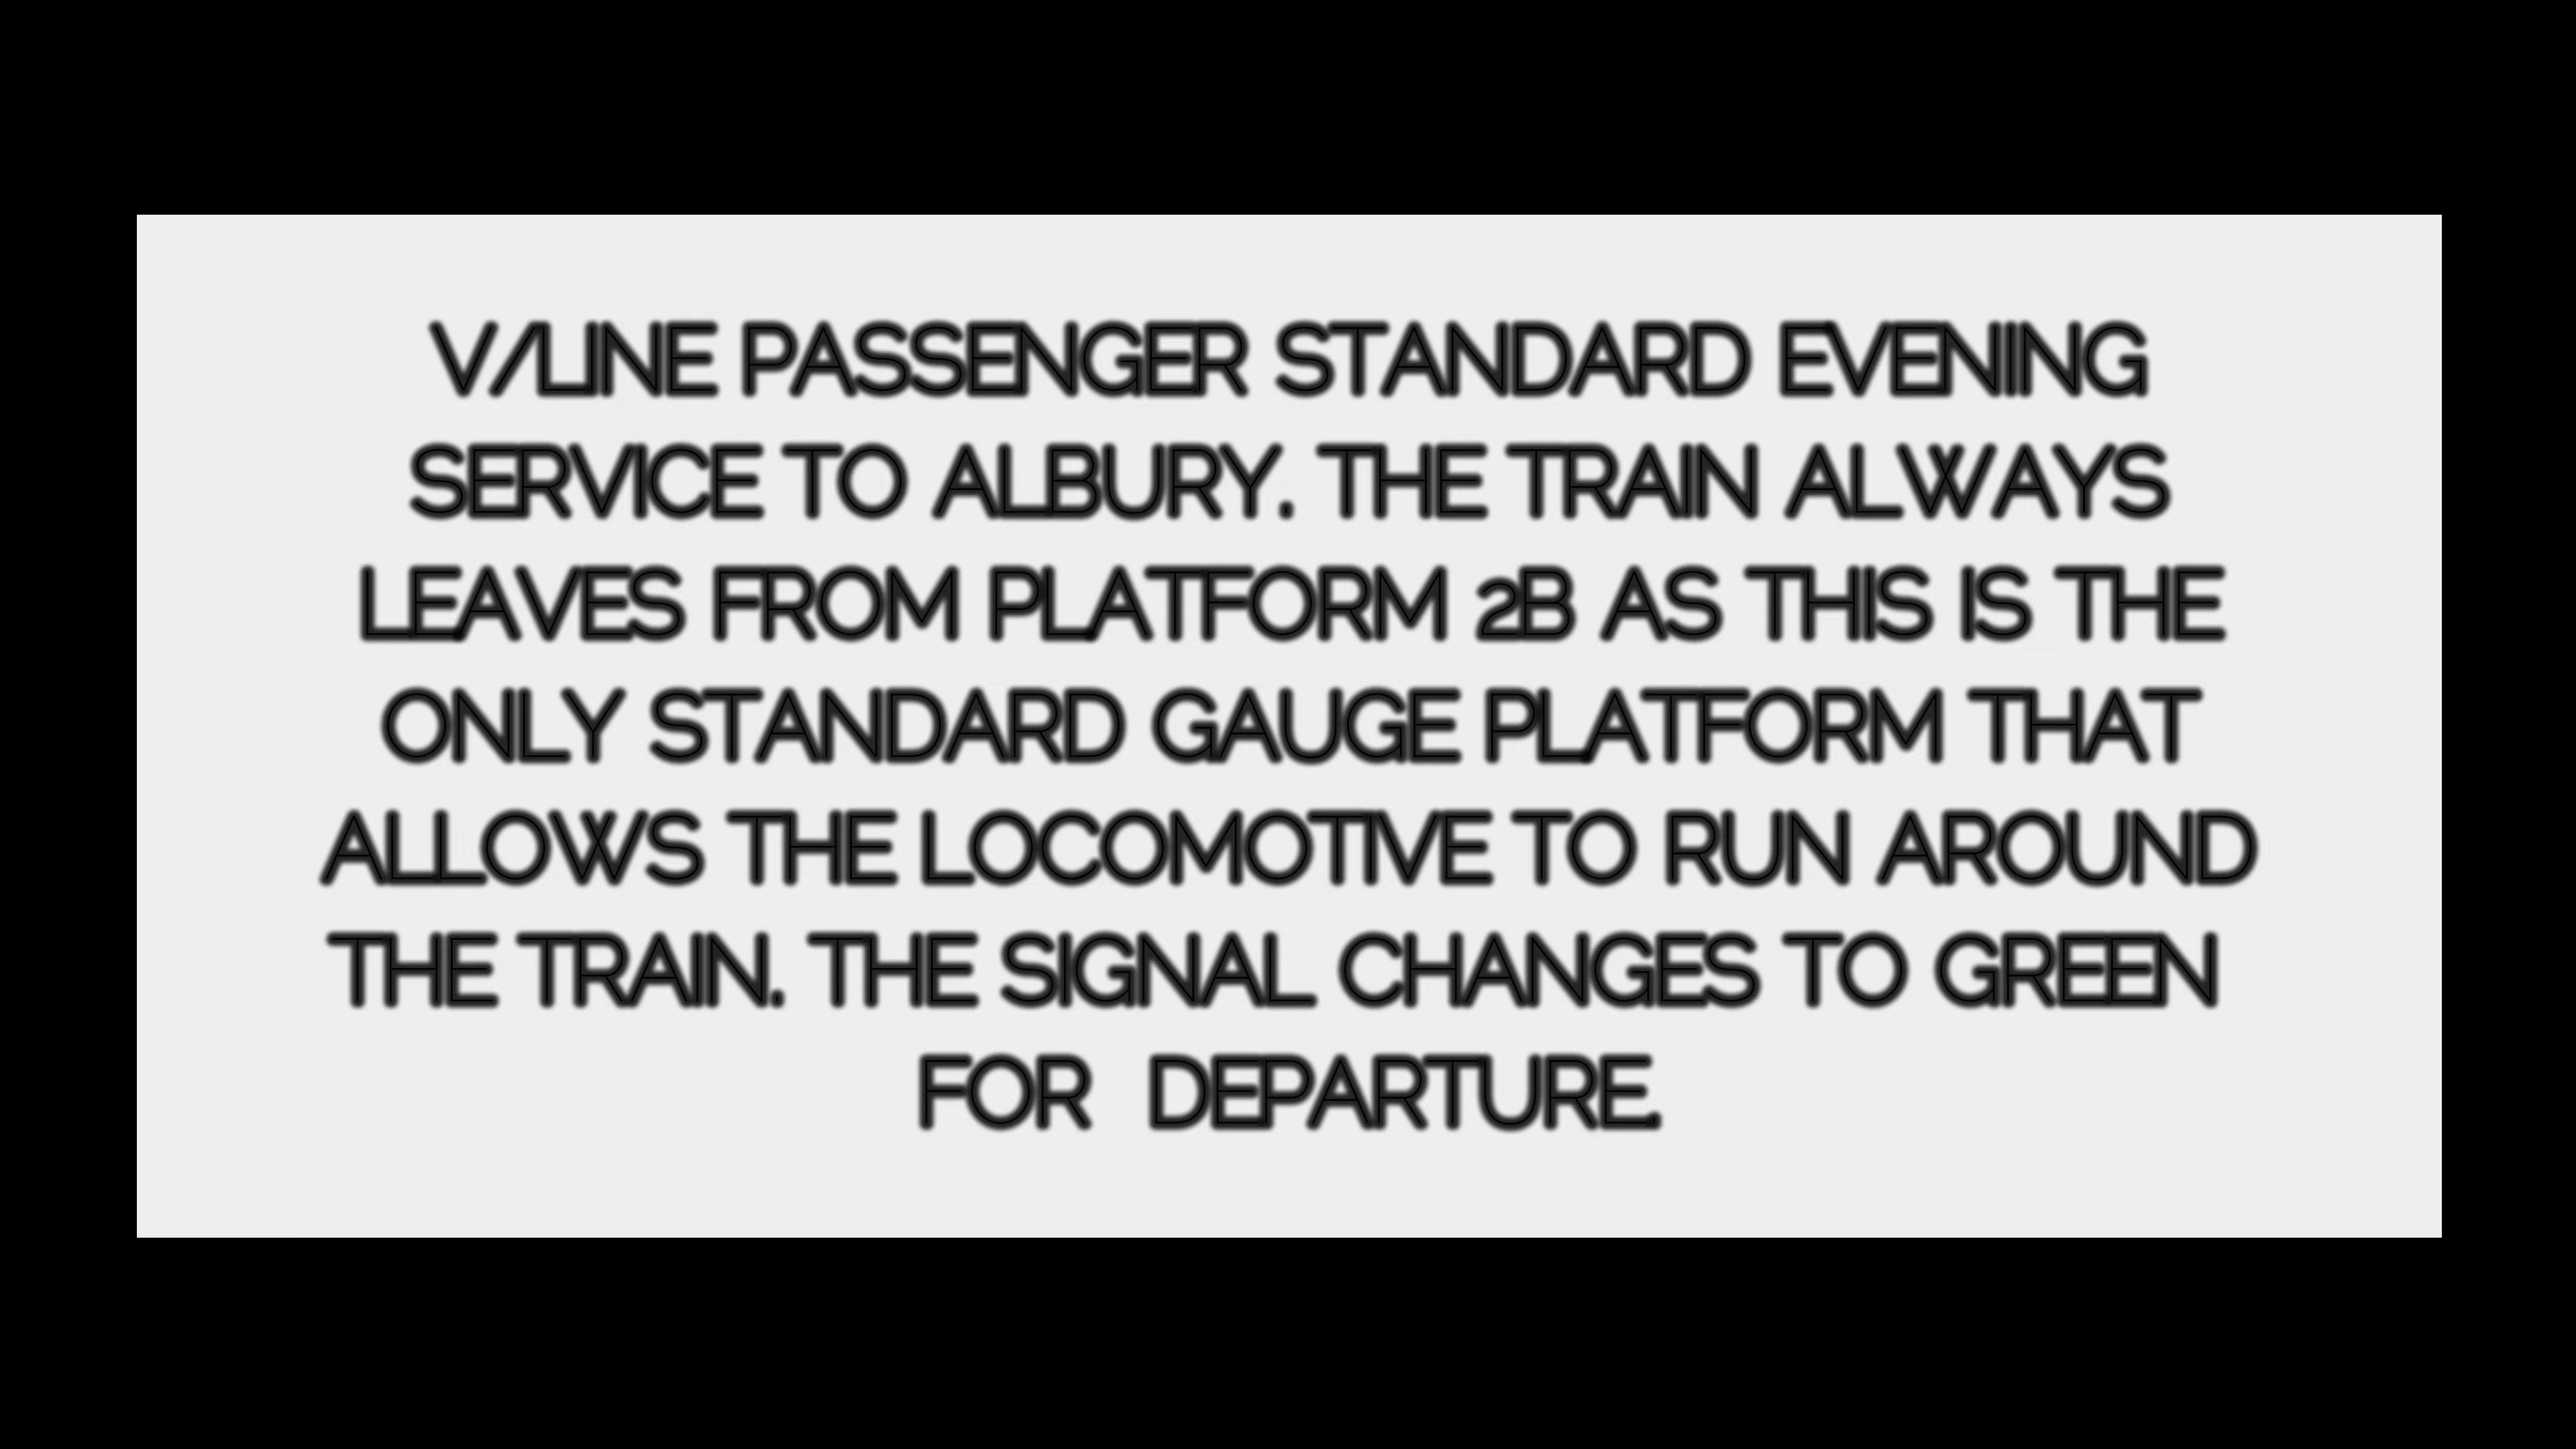 V/LINE PASSENGER STANDARD EVENING
SERVICE TO ALBURY. THE TRAIN ALWAYS
LEAVES FROM PLATFORM 2B AS THIS IS THE
ONLY STANDARD GAUGE PLATFORM THAT
ALLOWS THE LOCOMOTIVE TO RUN AROUND
THE TRAIN. THE SIGNAL CHANGES TO GREEN
FOR DEPARTURE.